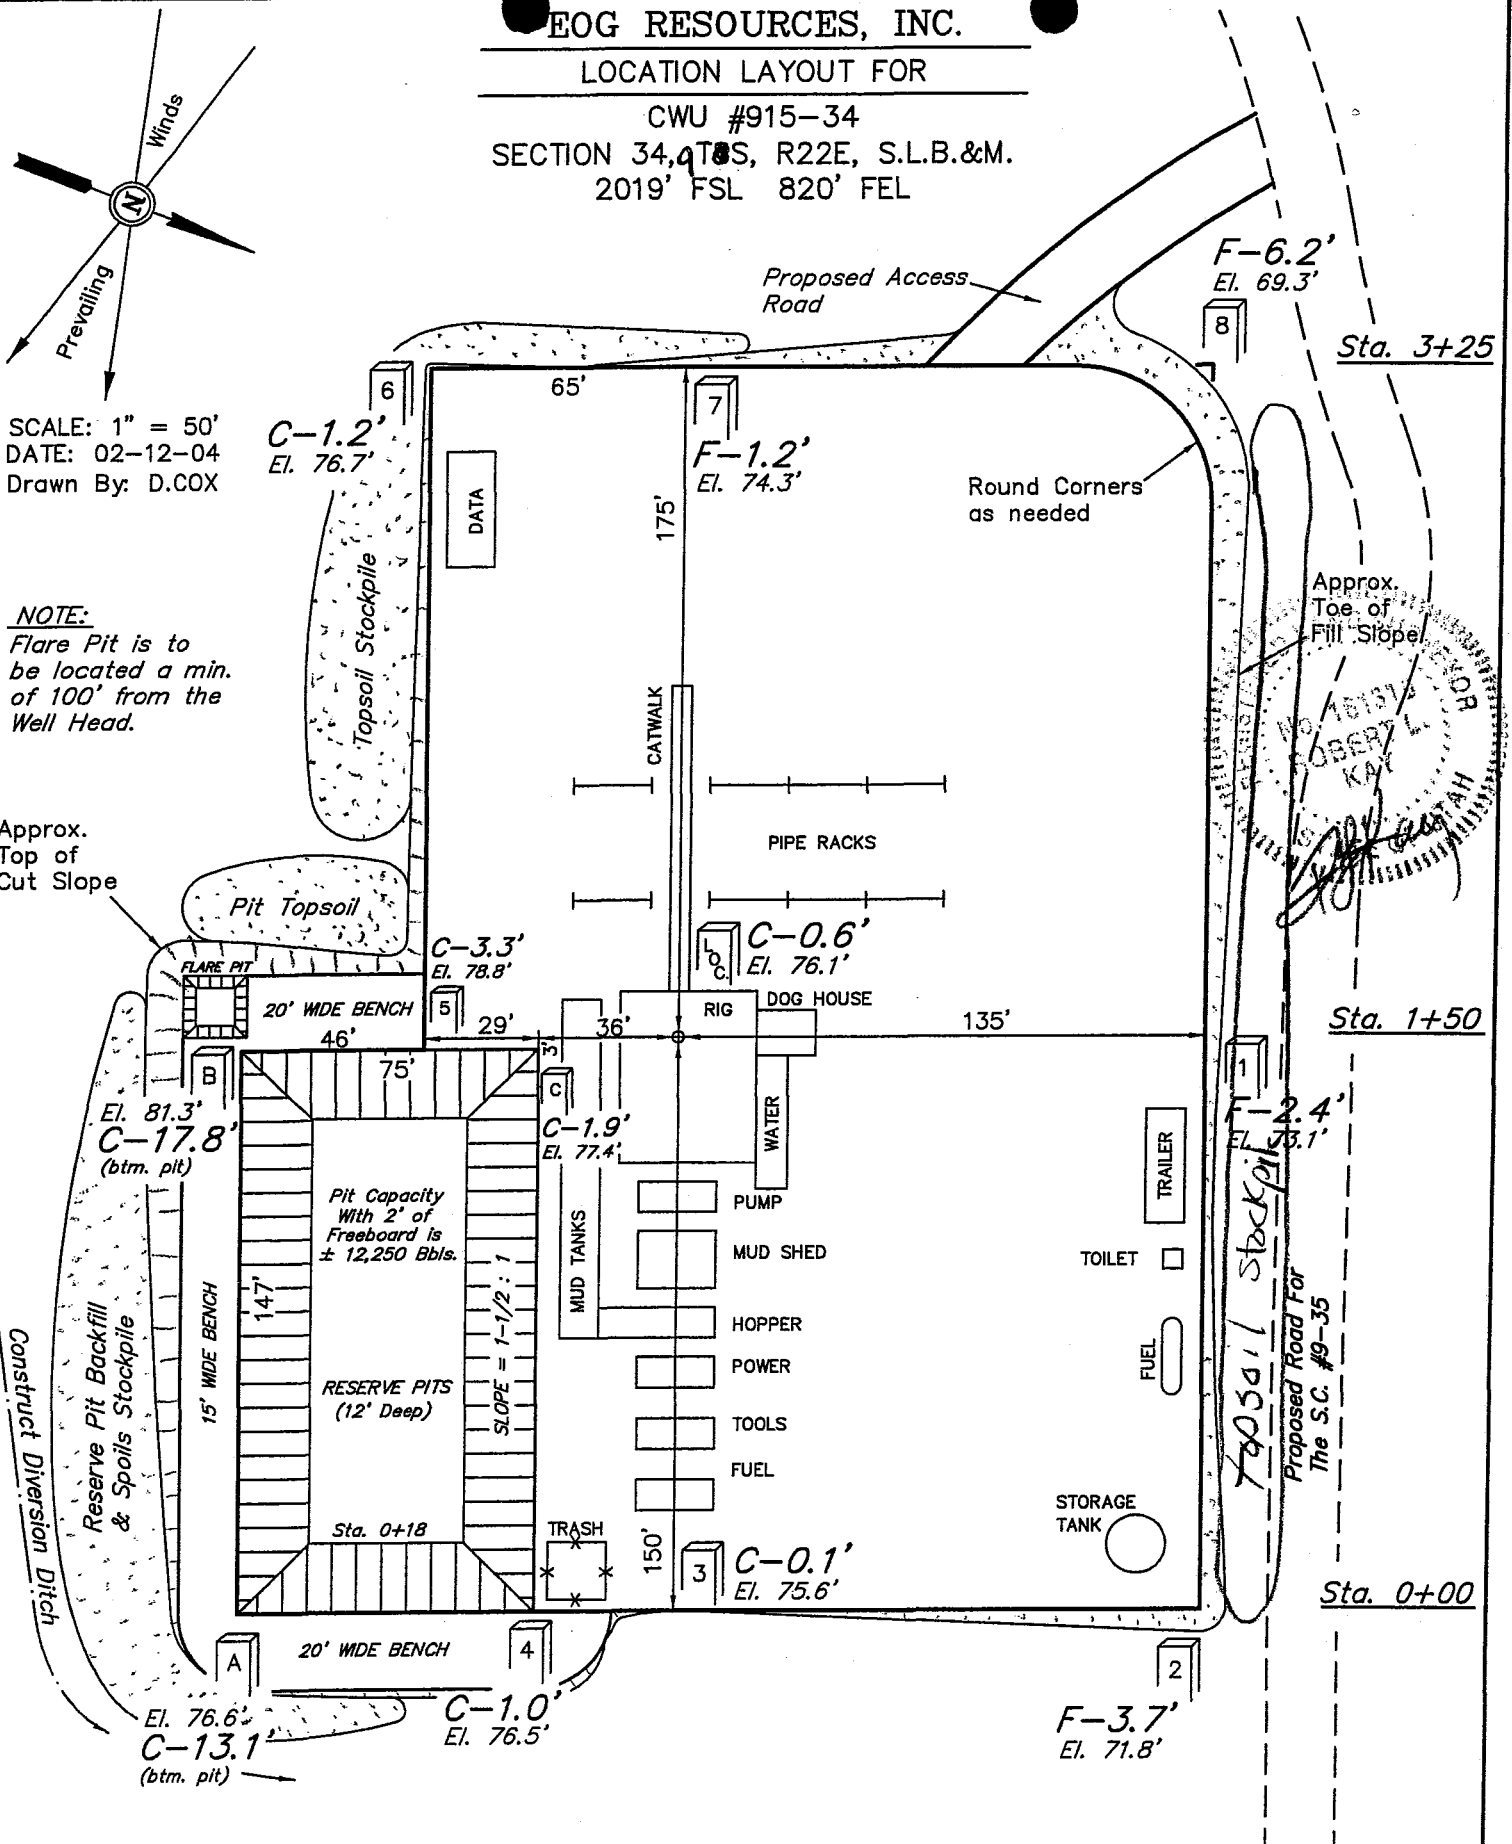 EOG RESOURCES, INC.
LOCATION LAYOUT FOR
CWU #915-34
SECTION 34, 9TS, R22E, S.L.B.&M.
2019' FSL 820' FEL
Winds
N
Prevailing
SCALE: 1" = 50'
DATE: 02-12-04
Drawn By: D.COX
Proposed Access
Road
F-6.2'
El. 69.3'
8
Sta. 3+25
6
C-1.2'
El. 76.7'
65'
7
F-1.2'
El. 74.3'
175'
DATA
Round Corners
as needed
Topsoil Stockpile
NOTE:
Flare Pit is to
be located a min.
of 100' from the
Well Head.
Approx.
Toe of
Fill Slope
No. 161319
ROBERT L.
KAY
UTAH
CATWALK
PIPE RACKS
Approx.
Top of
Cut Slope
Pit Topsoil
FLARE PIT
20' WIDE BENCH
46'
C-3.3'
El. 78.8'
5
29'
36'
3'
LOC.
C-0.6'
El. 76.1'
RIG
DOG HOUSE
135'
Sta. 1+50
B
El. 81.3'
C-17.8'
(btm. pit)
75'
C
C-1.9'
El. 77.4'
WATER
TRAILER
1
F-2.4'
El. 73.1'
Pit Capacity
With 2' of
Freeboard is
± 12,250 Bbls.
PUMP
MUD SHED
MUD TANKS
HOPPER
POWER
TOOLS
FUEL
TOILET
FUEL
STORAGE
TANK
Topsoil Stockpile
Proposed Road For
The S.C. #9-35
147'
15' WIDE BENCH
SLOPE = 1-1/2 : 1
RESERVE PITS
(12' Deep)
Sta. 0+18
Reserve Pit Backfill
& Spoils Stockpile
Construct Diversion Ditch
TRASH
150'
3
C-0.1'
El. 75.6'
Sta. 0+00
A
20' WIDE BENCH
4
2
El. 76.6'
C-13.1'
(btm. pit)
C-1.0'
El. 76.5'
F-3.7'
El. 71.8'